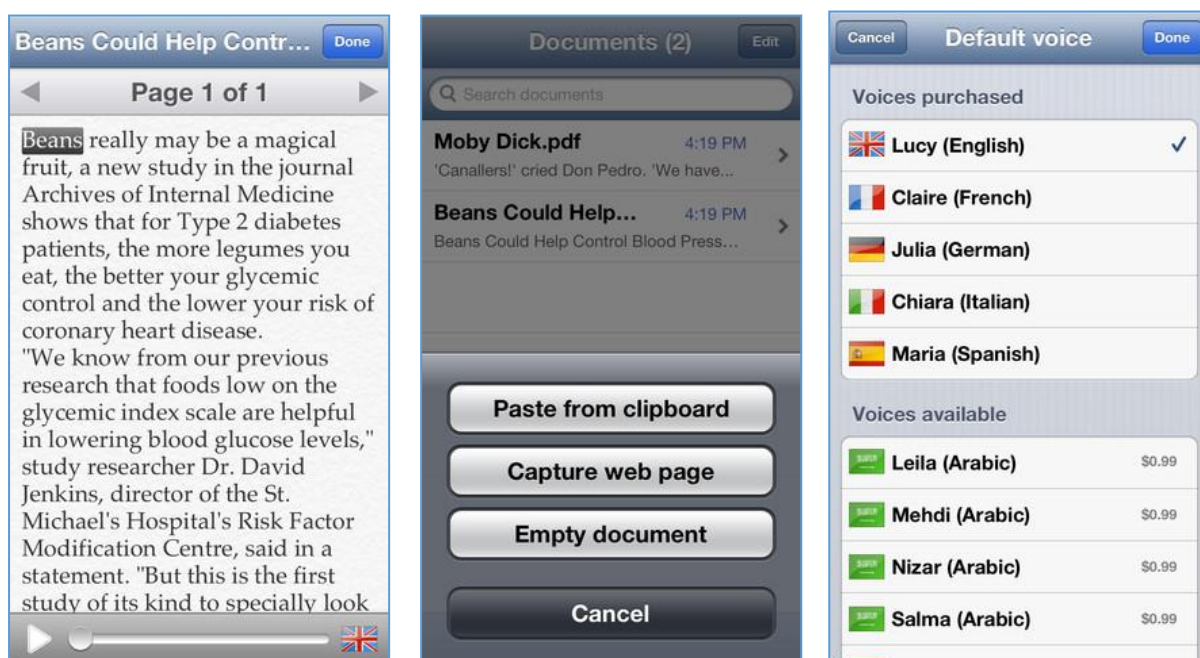 Beans Could Help Contr... Done
Page 1 of 1
Beans really may be a magical
fruit, a new study in the journal
Archives of Internal Medicine
shows that for Type 2 diabetes
patients, the more legumes you
eat, the better your glycemic
control and the lower your risk of
coronary heart disease.
"We know from our previous
research that foods low on the
glycemic index scale are helpful
in lowering blood glucose levels,"
study researcher Dr. David
Jenkins, director of the St.
Michael's Hospital's Risk Factor
Modification Centre, said in a
statement. "But this is the first
study of its kind to specially look
Documents (2) Edit
Search documents
Moby Dick.pdf 4:19 PM
'Canallers!' cried Don Pedro. 'We have...
Beans Could Help... 4:19 PM
Beans Could Help Control Blood Press...
Paste from clipboard
Capture web page
Empty document
Cancel
Cancel Default voice Done
Voices purchased
Lucy (English)
Claire (French)
Julia (German)
Chiara (Italian)
Maria (Spanish)
Voices available
Leila (Arabic) $0.99
Mehdi (Arabic) $0.99
Nizar (Arabic) $0.99
Salma (Arabic) $0.99